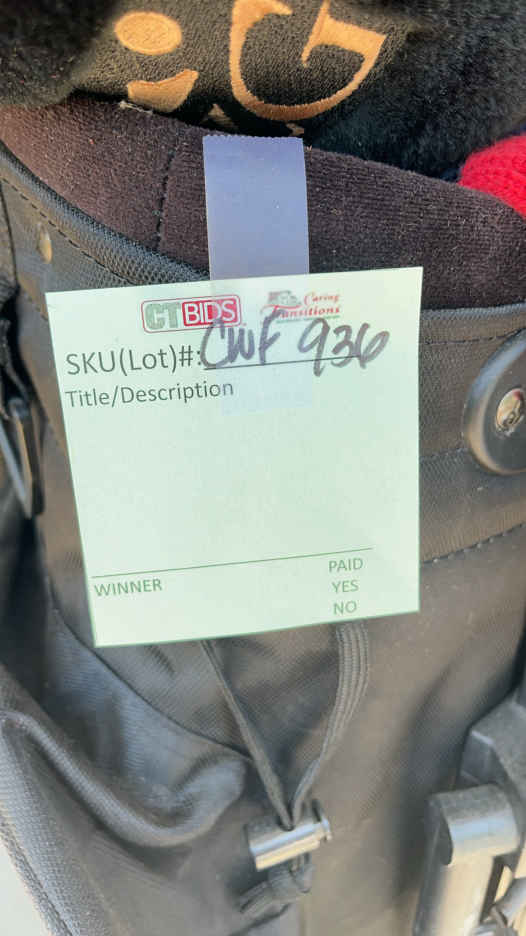 G
CTBIDS
Caring
Transitions
SKU(Lot)#: CWF 936
Title/Description
WINNER
PAID
YES
NO